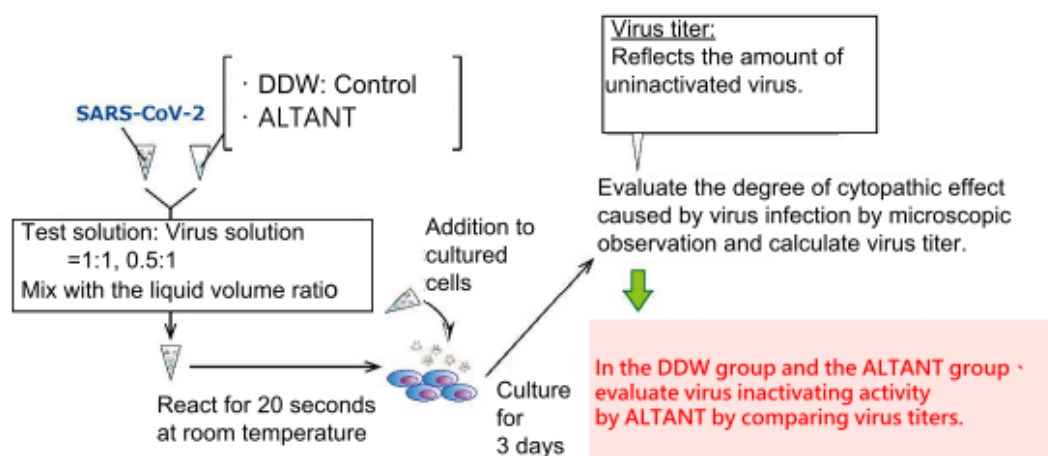 SARS-CoV-2
· DDW: Control
· ALTANT
Test solution: Virus solution
=1:1, 0.5:1
Mix with the liquid volume ratio
React for 20 seconds
at room temperature
Addition to
cultured
cells
Culture
for
3 days
Virus titer:
Reflects the amount of
uninactivated virus.
Evaluate the degree of cytopathic effect
caused by virus infection by microscopic
observation and calculate virus titer.
In the DDW group and the ALTANT group、
evaluate virus inactivating activity
by ALTANT by comparing virus titers.